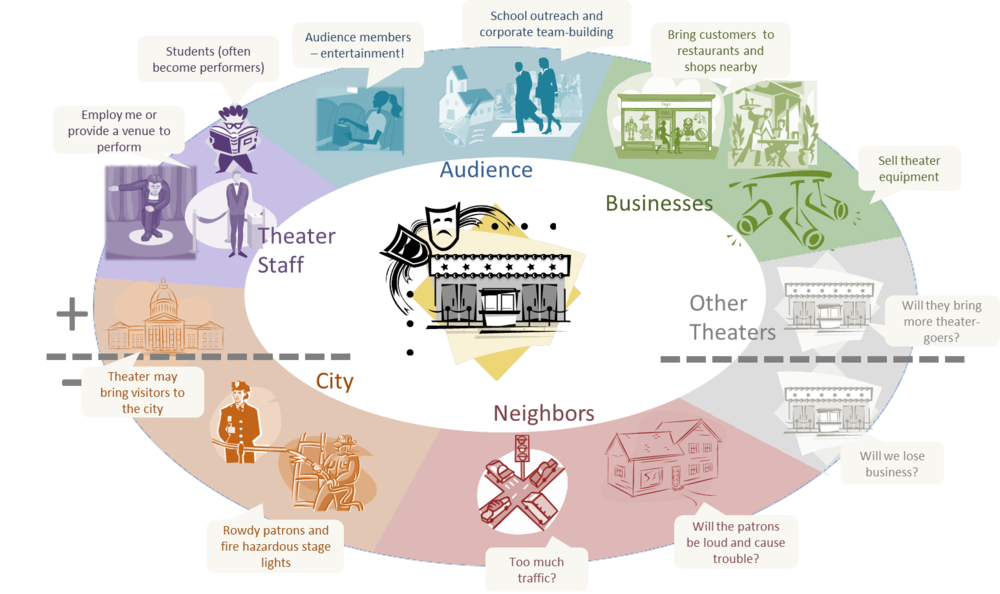 School outreach and
corporate team-building
Audience members
– entertainment!
Bring customers to
restaurants and
shops nearby
Students (often
become performers)
Employ me or
provide a venue to
perform
Toys
Sell theater
equipment
Audience
Businesses
Theater
Staff
Other
Theaters
Will they bring
more theater-
goers?
+
-
Theater may
bring visitors to
the city
City
Neighbors
Will we lose
business?
Rowdy patrons and
fire hazardous stage
lights
Too much
traffic?
Will the patrons
be loud and cause
trouble?